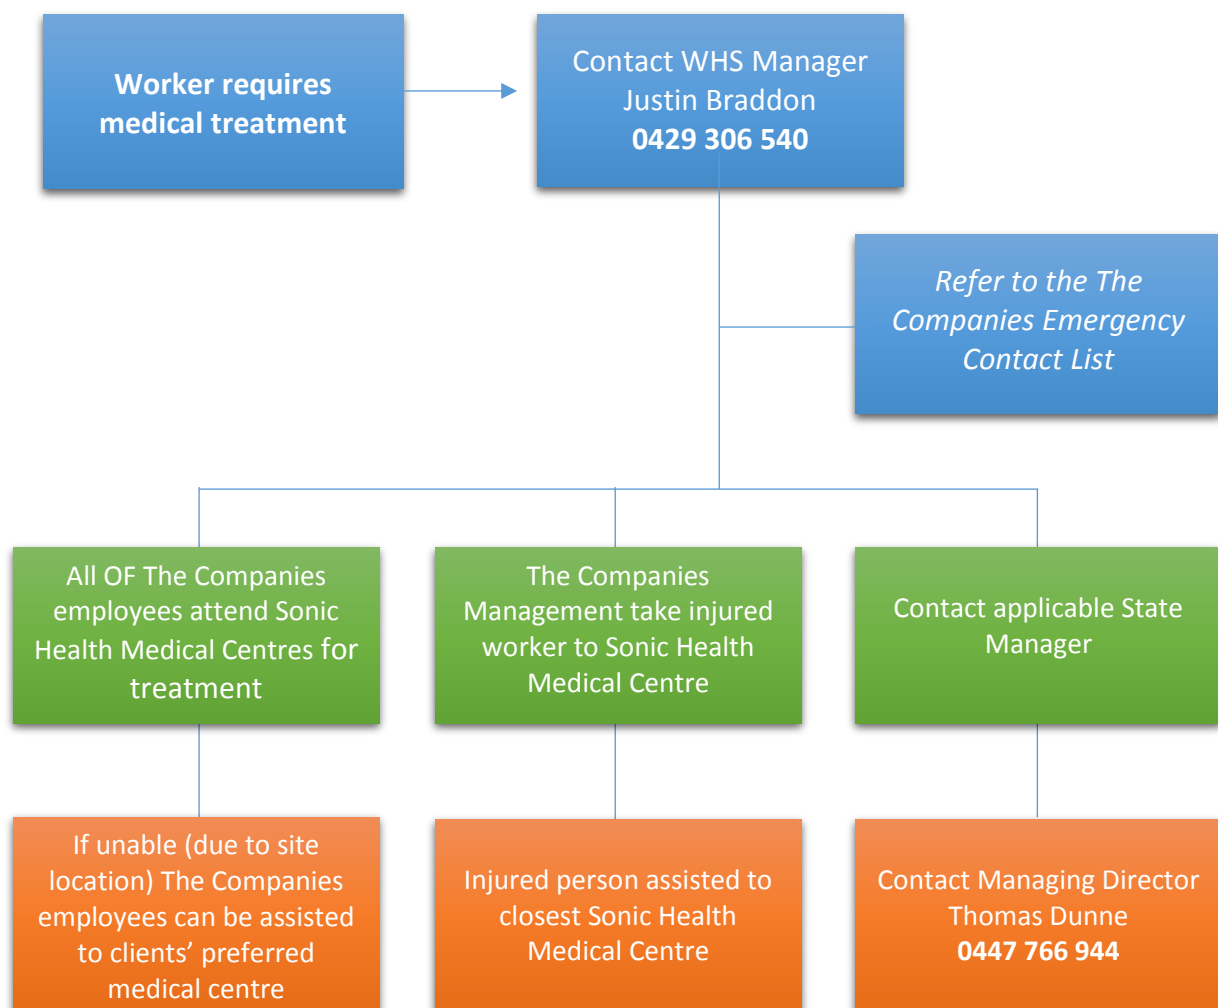 Worker requires
medical treatment
Contact WHS Manager
Justin Braddon
0429 306 540
Refer to the The
Companies Emergency
Contact List
All OF The Companies
employees attend Sonic
Health Medical Centres for
treatment
The Companies
Management take injured
worker to Sonic Health
Medical Centre
Contact applicable State
Manager
If unable (due to site
location) The Companies
employees can be assisted
to clients’ preferred
medical centre
Injured person assisted to
closest Sonic Health
Medical Centre
Contact Managing Director
Thomas Dunne
0447 766 944